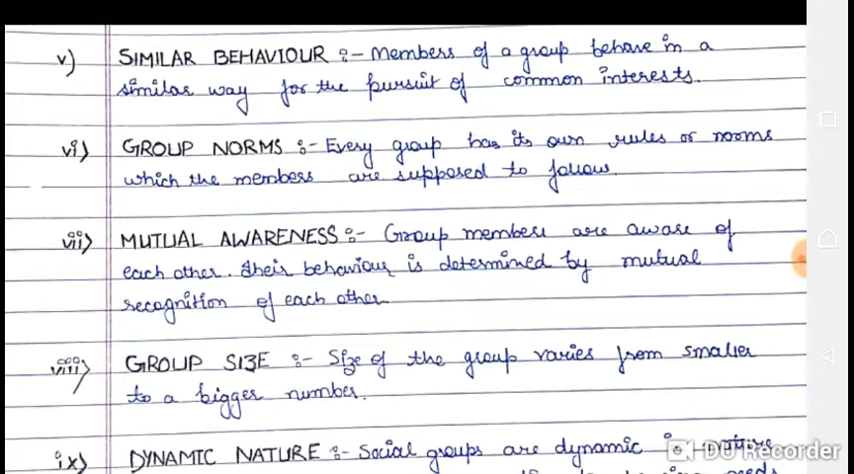 v) SIMILAR BEHAVIOUR :- Members of a group behave in a
similar way for the pursuit of common interests.
vi) GROUP NORMS :- Every group has its own rules or nooms
which the members are supposed to follow.
vii) MUTUAL AWARENESS :- Group members are aware of
each other. Their behaviour is determined by mutual
recognition of each other
viii) GROUP SIZE :- Size of the group varies from smaller
to a bigger number.
ix) DYNAMIC NATURE :- Social groups are dynamic in nature
DU Recorder